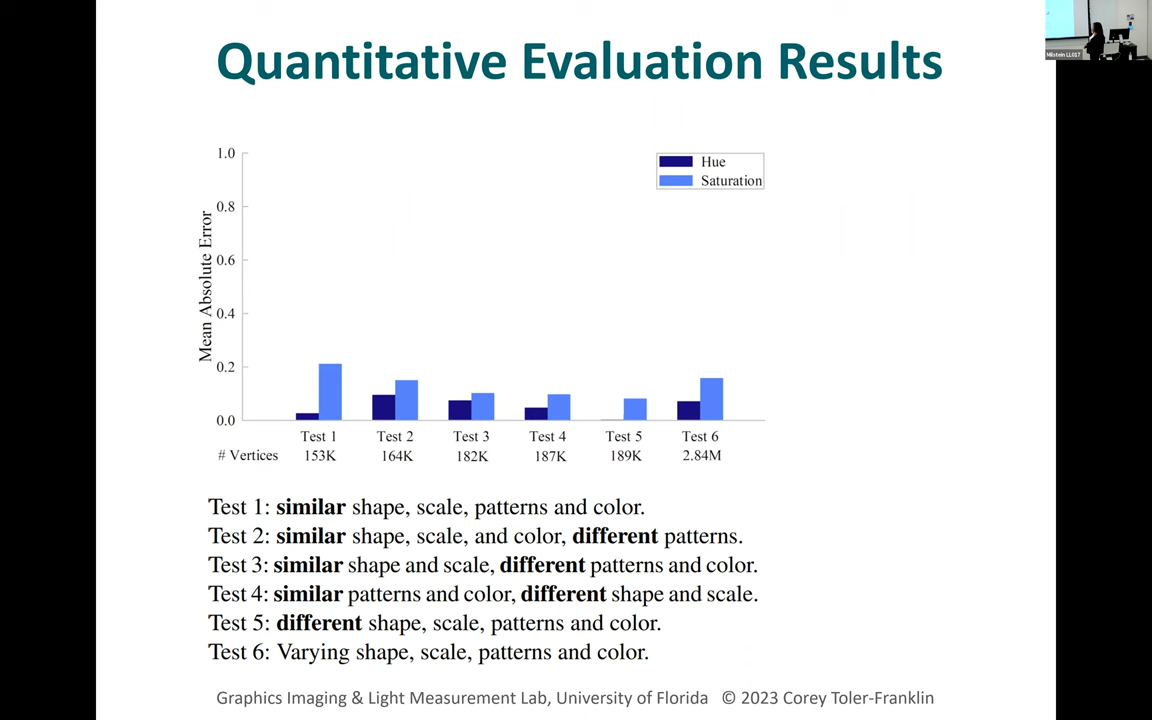 Quantitative Evaluation Results
Milstein LL017
1.0
0.8
0.6
0.4
0.2
0.0
Mean Absolute Error
Hue
Saturation
Test 1 Test 2 Test 3 Test 4 Test 5 Test 6
# Vertices 153K 164K 182K 187K 189K 2.84M
Test 1: similar shape, scale, patterns and color.
Test 2: similar shape, scale, and color, different patterns.
Test 3: similar shape and scale, different patterns and color.
Test 4: similar patterns and color, different shape and scale.
Test 5: different shape, scale, patterns and color.
Test 6: Varying shape, scale, patterns and color.
Graphics Imaging & Light Measurement Lab, University of Florida © 2023 Corey Toler-Franklin